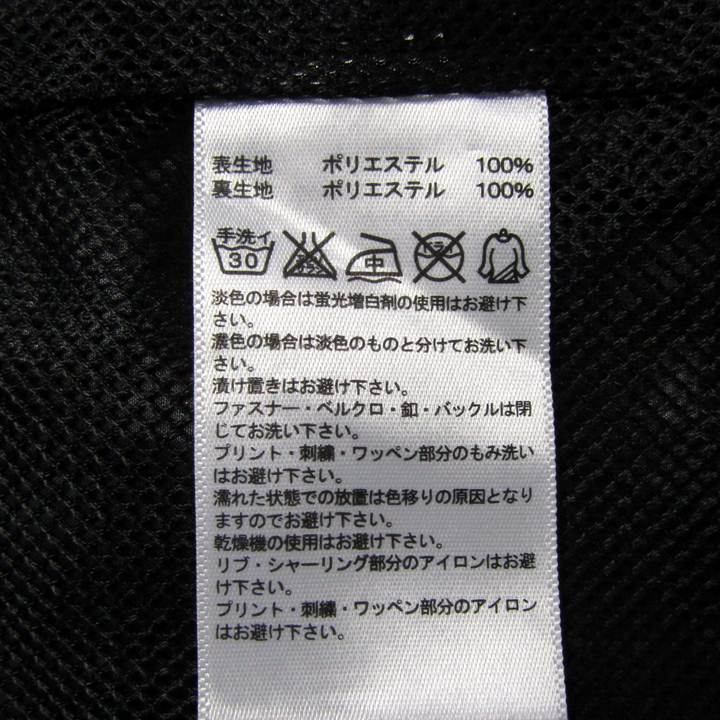 表生地 ポリエステル 100%
裏生地 ポリエステル 100%
手洗イ
30
中
淡色の場合は蛍光増白剤の使用はお避け下
さい。
濃色の場合は淡色のものと分けてお洗い下
さい。
漬け置きはお避け下さい。
ファスナー・ベルクロ・釦・バックルは閉
じてお洗い下さい。
プリント・刺繍・ワッペン部分のもみ洗い
はお避け下さい。
濡れた状態での放置は色移りの原因となり
ますのでお避け下さい。
乾燥機の使用はお避け下さい。
リブ・シャーリング部分のアイロンはお避
け下さい。
プリント・刺繍・ワッペン部分のアイロン
はお避け下さい。